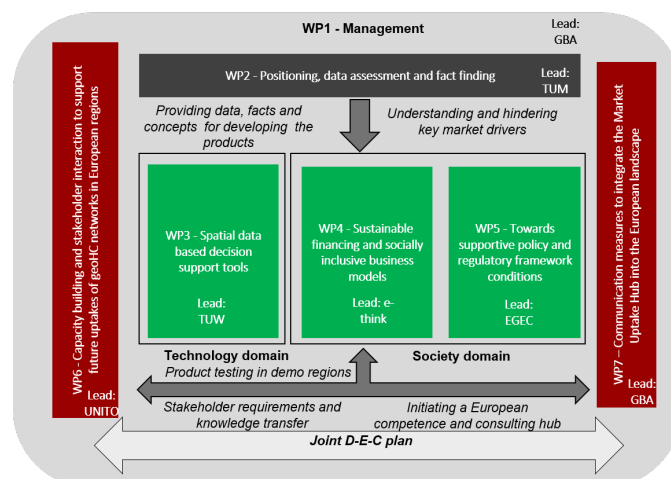 WP1 - Management
Lead:
GBA
WP2 - Positioning, data assessment and fact finding
Lead:
TUM
Providing data, facts and
concepts for developing the
products
Understanding and hindering
key market drivers
WP6 - Capacity building and stakeholder interaction to support
future uptakes of geoHC networks in European regions
Lead:
UNITO
WP3 - Spatial data
based decision
support tools
Lead:
TUW
WP4 - Sustainable
financing and socially
inclusive business
models
Lead: e-
think
WP5 - Towards
supportive policy and
regulatory framework
conditions
Lead:
EGEC
WP7 – Communication measures to integrate the Market
Uptake Hub into the European landscape
Lead:
GBA
Technology domain
Society domain
Product testing in demo regions
Stakeholder requirements and
knowledge transfer
Initiating a European
competence and consulting hub
Joint D-E-C plan